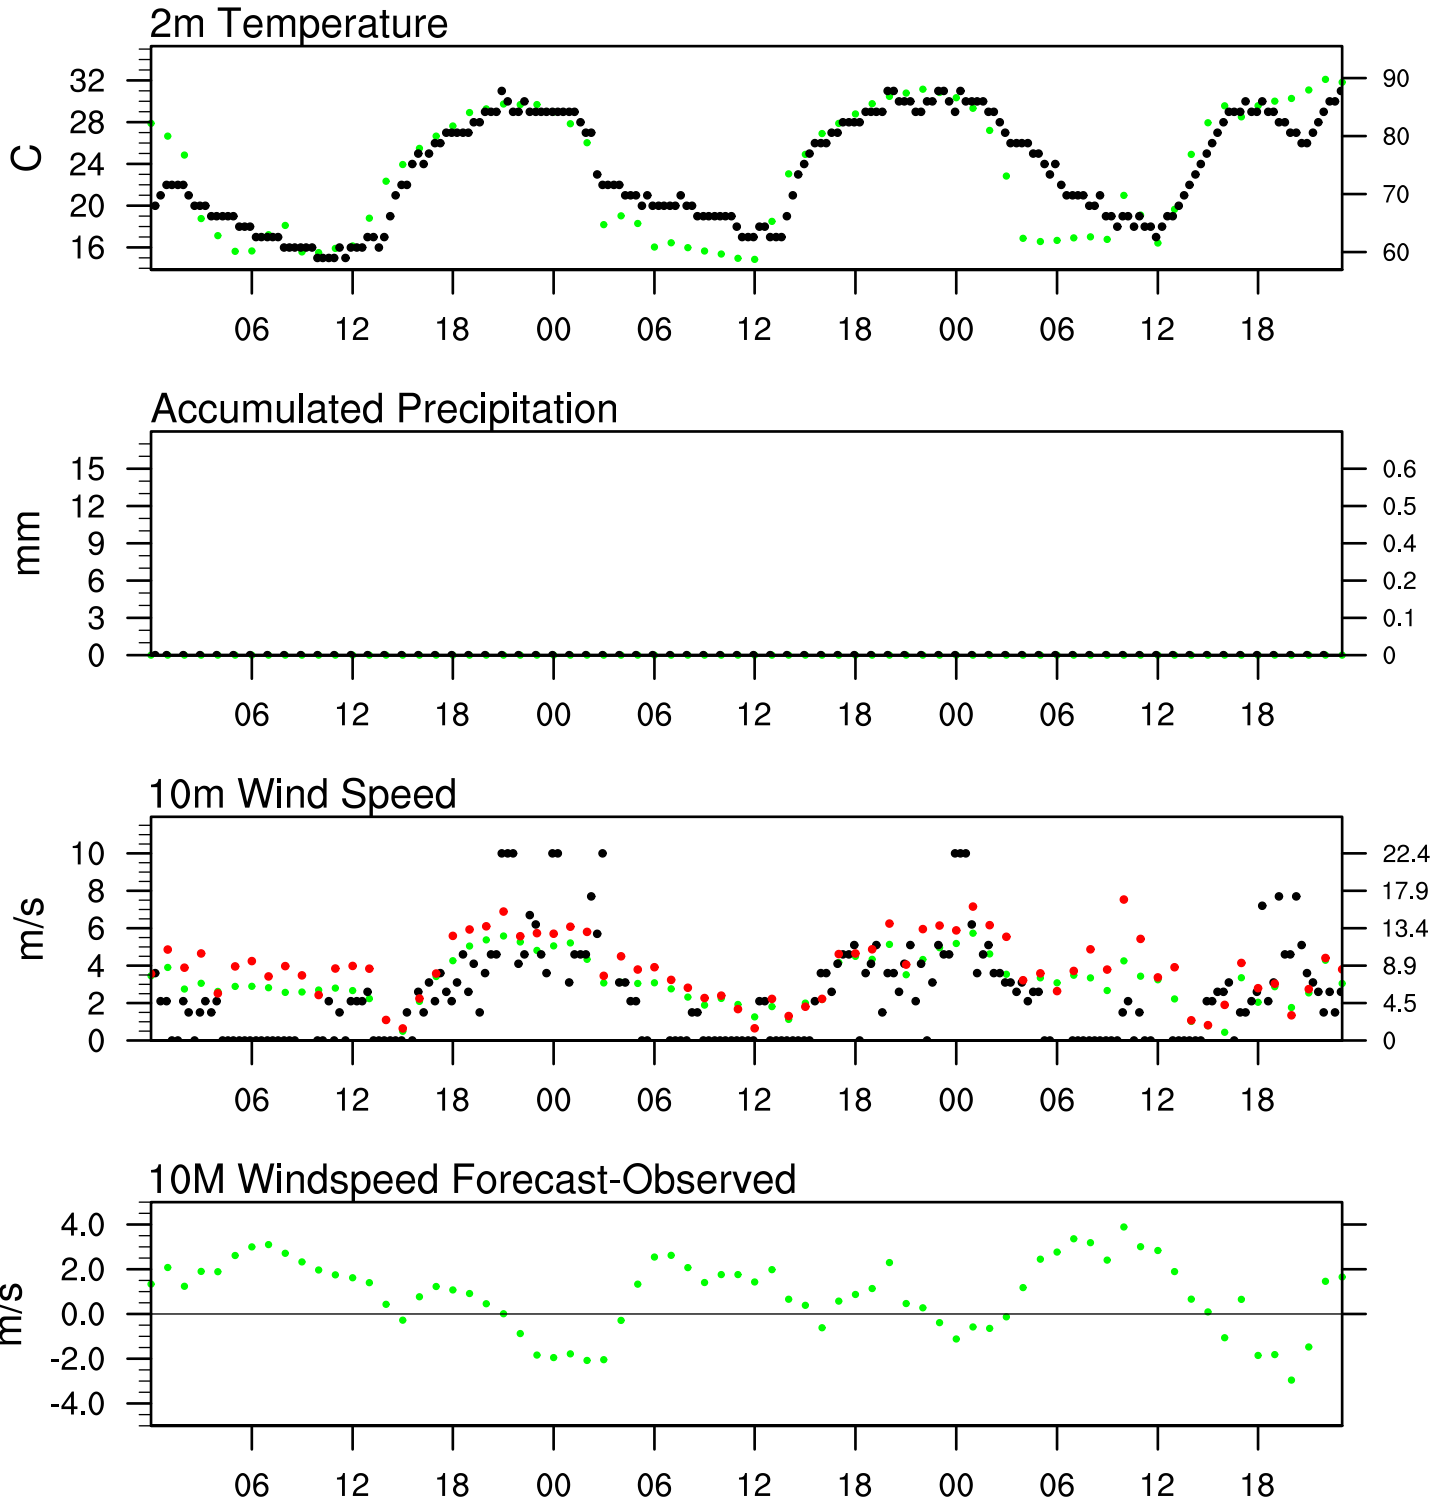 2m Temperature
32 90
28 80
24
20 70
16 60
C
06 12 18 00 06 12 18 00 06 12 18
Accumulated Precipitation
15 0.6
12 0.5
9 0.4
6 0.2
3 0.1
0 0
mm
06 12 18 00 06 12 18 00 06 12 18
10m Wind Speed
10 22.4
8 17.9
6 13.4
4 8.9
2 4.5
0 0
m/s
06 12 18 00 06 12 18 00 06 12 18
10M Windspeed Forecast-Observed
4.0
2.0
0.0
-2.0
-4.0
m/s
06 12 18 00 06 12 18 00 06 12 18